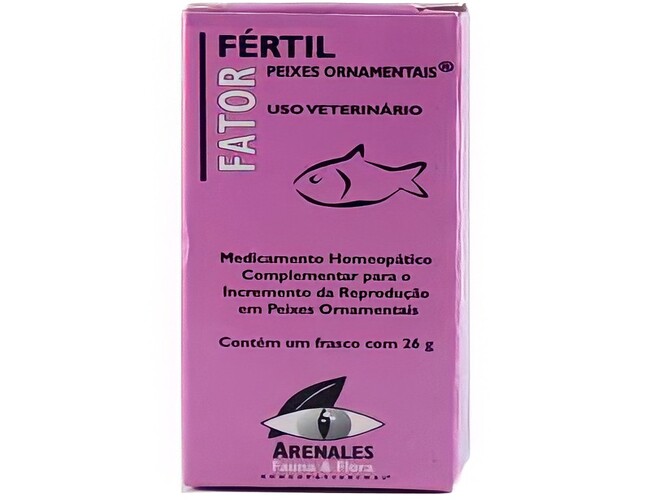 FATOR
FÉRTIL
PEIXES ORNAMENTAIS®
USO VETERINÁRIO
Medicamento Homeopático
Complementar para o
Incremento da Reprodução
em Peixes Ornamentais
Contém um frasco com 26 g
ARENALES
Fauna & Flora